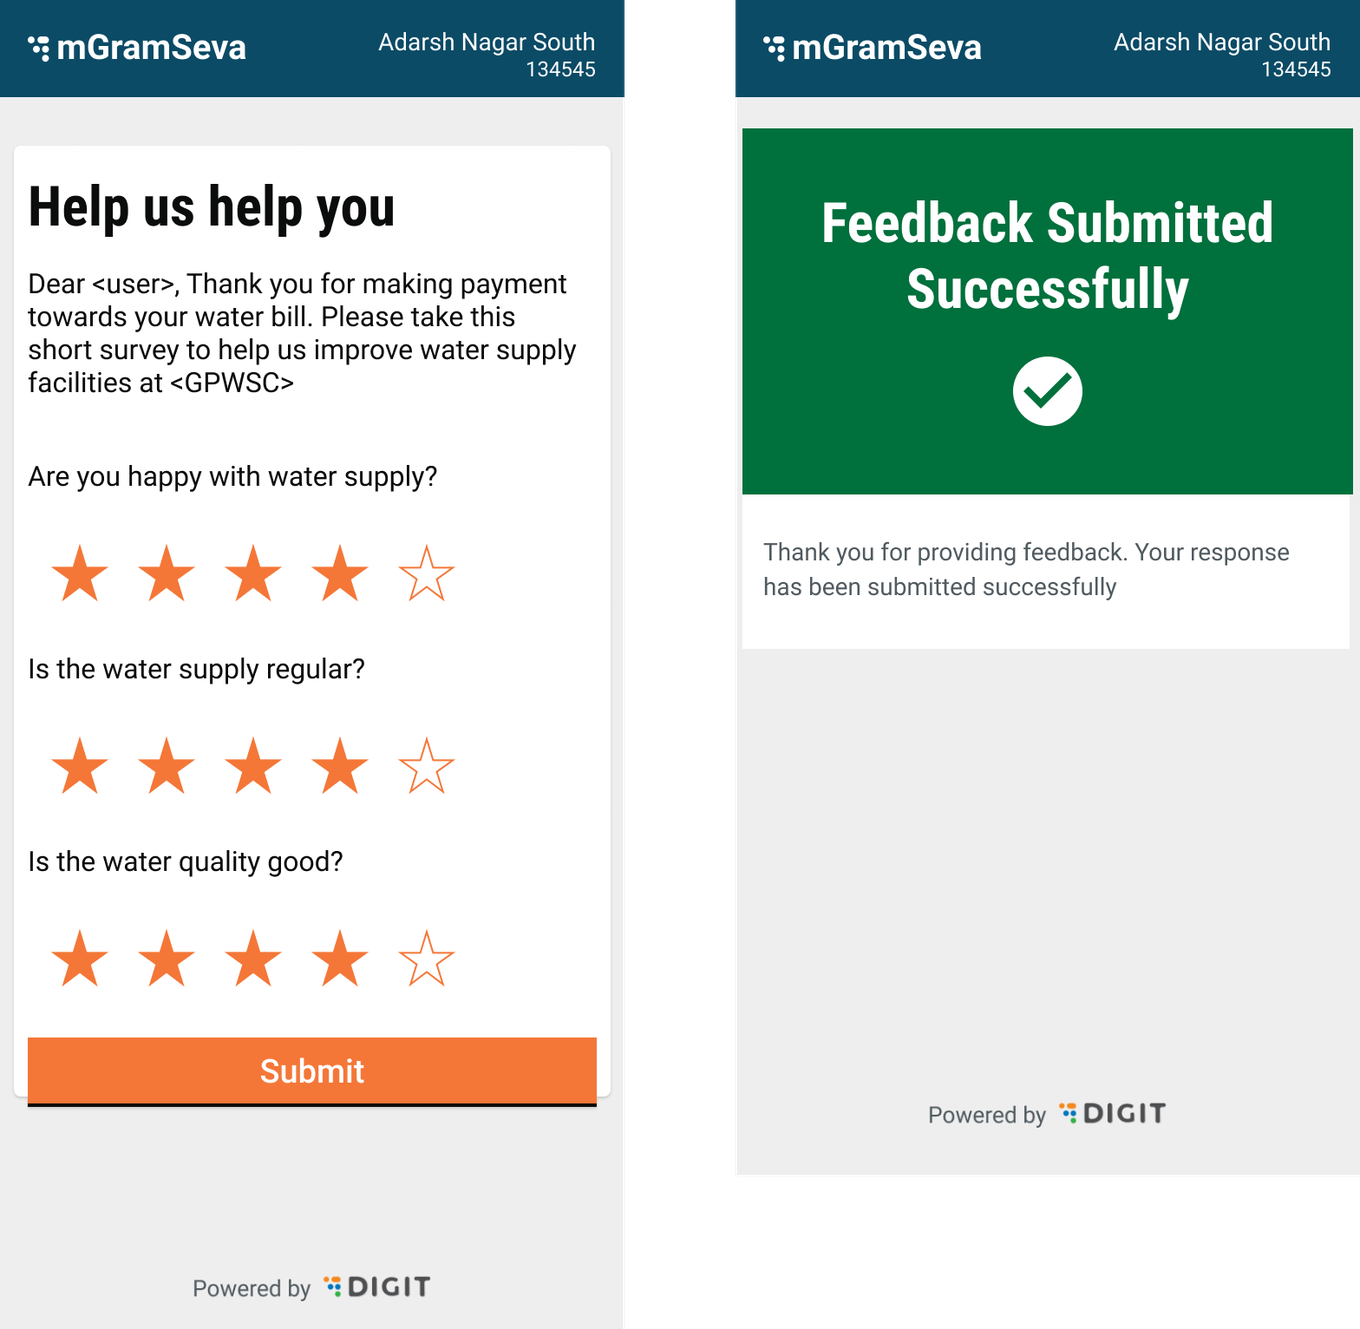 mGramSeva
Adarsh Nagar South
134545
Help us help you
Dear <user>, Thank you for making payment
towards your water bill. Please take this
short survey to help us improve water supply
facilities at <GPWSC>
Are you happy with water supply?
Is the water supply regular?
Is the water quality good?
Submit
Powered by DIGIT
mGramSeva
Adarsh Nagar South
134545
Feedback Submitted
Successfully
Thank you for providing feedback. Your response
has been submitted successfully
Powered by DIGIT